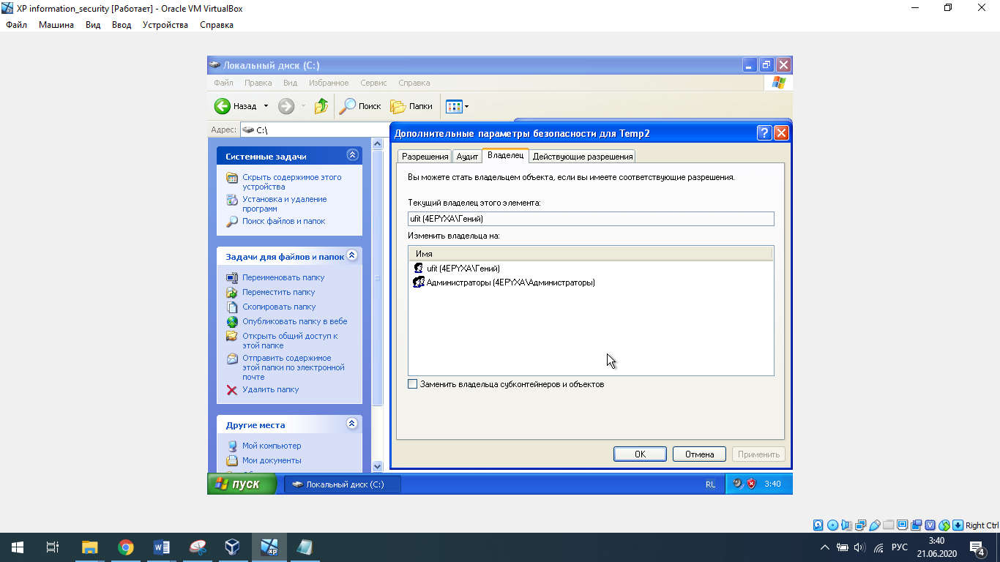 XP information_security [Работает] - Oracle VM VirtualBox
Файл Машина Вид Ввод Устройства Справка
Локальный диск (C:)
Файл Правка Вид Избранное Сервис Справка
Назад Поиск Папки
Адрес: C:\
Системные задачи
Скрыть содержимое этого
устройства
Установка и удаление
программ
Поиск файлов и папок
Задачи для файлов и папок
Переименовать папку
Переместить папку
Скопировать папку
Опубликовать папку в вебе
Открыть общий доступ к
этой папке
Отправить содержимое
этой папки по электронной
почте
Удалить папку
Другие места
Мой компьютер
Мои документы
Дополнительные параметры безопасности для Temp2
Разрешения Аудит Владелец Действующие разрешения
Вы можете стать владельцем объекта, если вы имеете соответствующие разрешения.
Текущий владелец этого элемента:
ufit (4EPYXA\Гений)
Изменить владельца на:
Имя
ufit (4EPYXA\Гений)
Администраторы (4EPYXA\Администраторы)
Заменить владельца субконтейнеров и объектов
OK Отмена Применить
пуск Локальный диск (C:) RL 3:40
Right Ctrl
РУС 3:40
21.06.2020
4